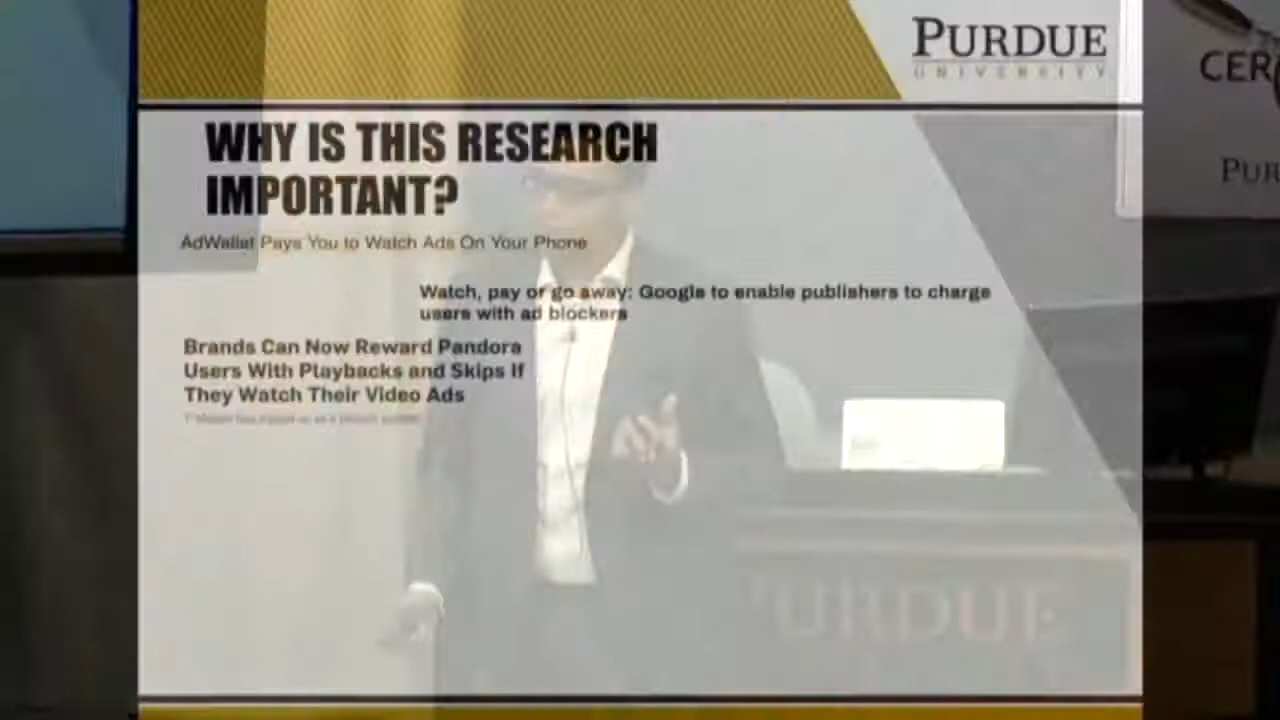 PURDUE
UNIVERSITY
CER
PUR
WHY IS THIS RESEARCH
IMPORTANT?
AdWallet Pays You to Watch Ads On Your Phone
Watch, pay or go away: Google to enable publishers to charge
users with ad blockers
Brands Can Now Reward Pandora
Users With Playbacks and Skips If
They Watch Their Video Ads
PURDUE